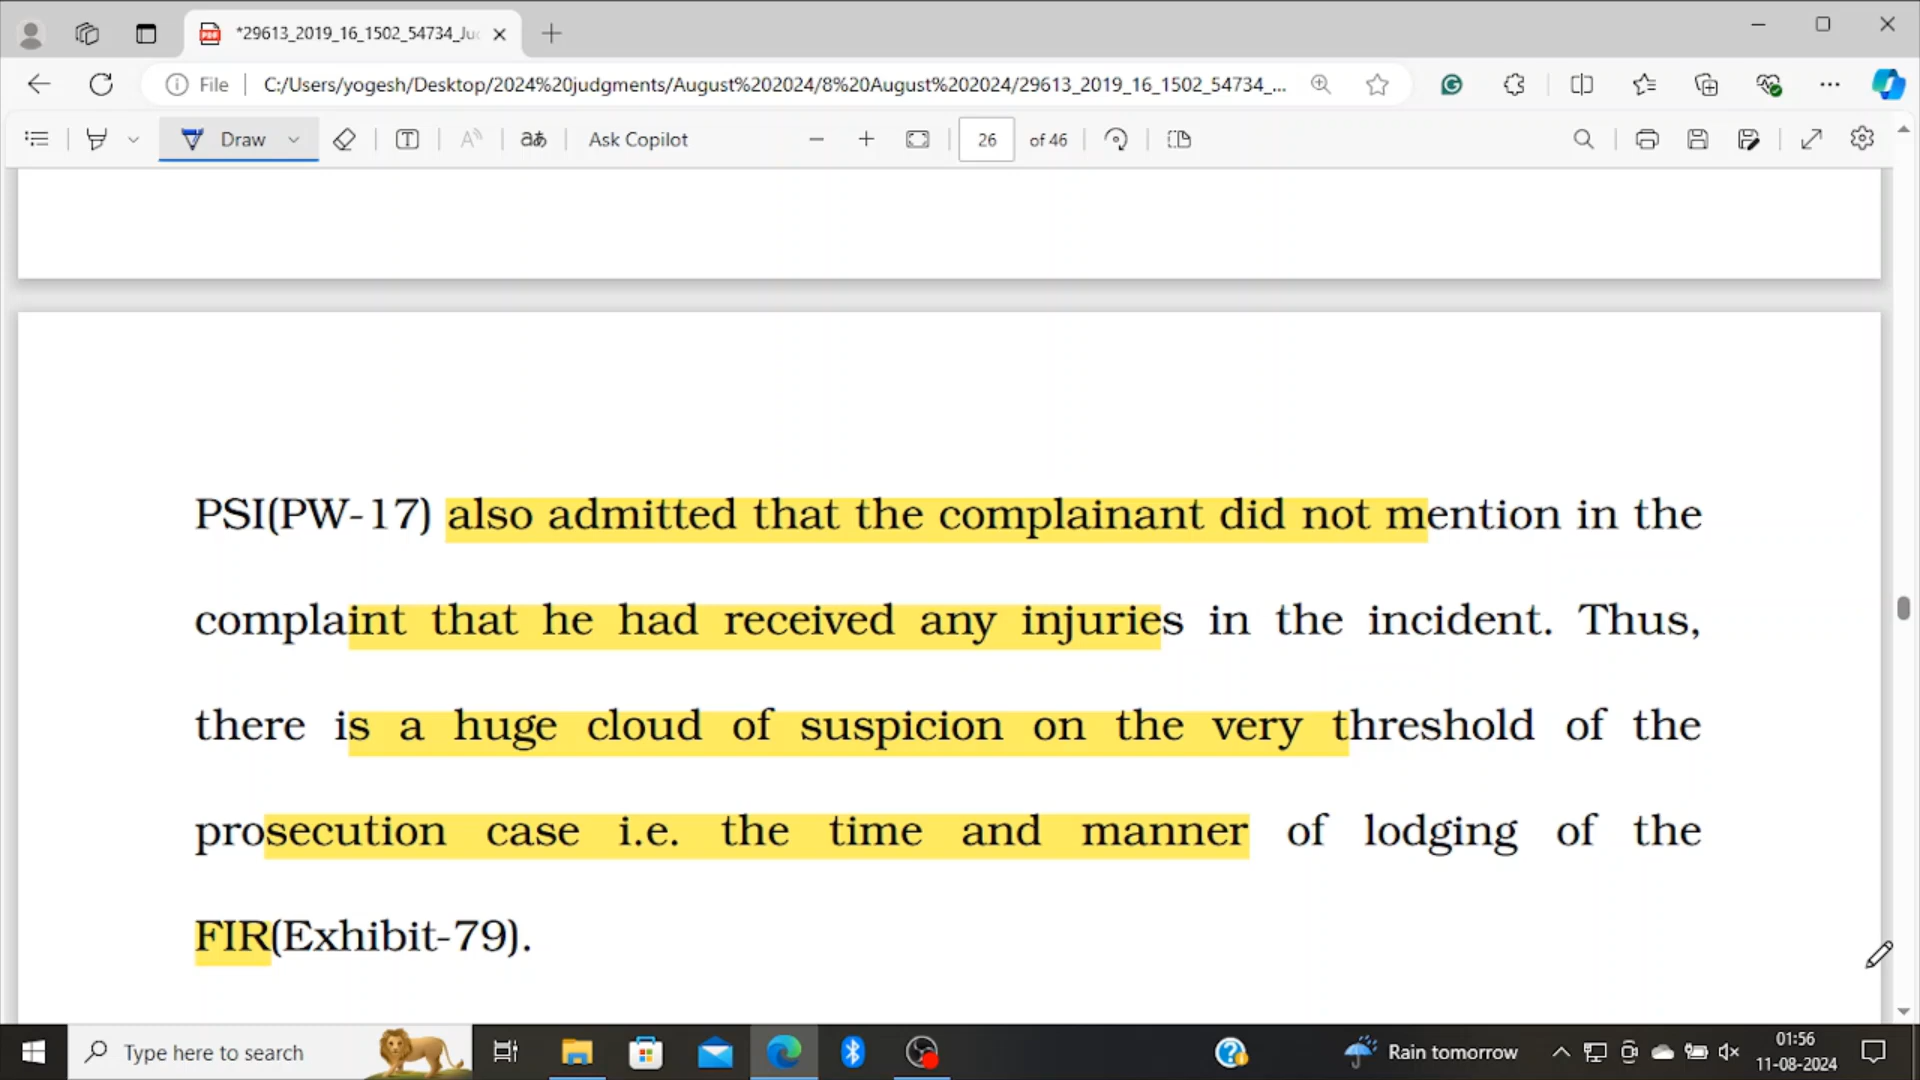 *29613_2019_16_1502_54734_Ju
File
C:/Users/yogesh/Desktop/2024%20judgments/August%202024/8%20August%202024/29613_2019_16_1502_54734_...
Draw
aあ
Ask Copilot
26 of 46
PSI(PW-17) also admitted that the complainant did not mention in the
complaint that he had received any injuries in the incident. Thus,
there is a huge cloud of suspicion on the very threshold of the
prosecution case i.e. the time and manner of lodging of the
FIR(Exhibit-79).
Type here to search
Rain tomorrow
01:56
11-08-2024